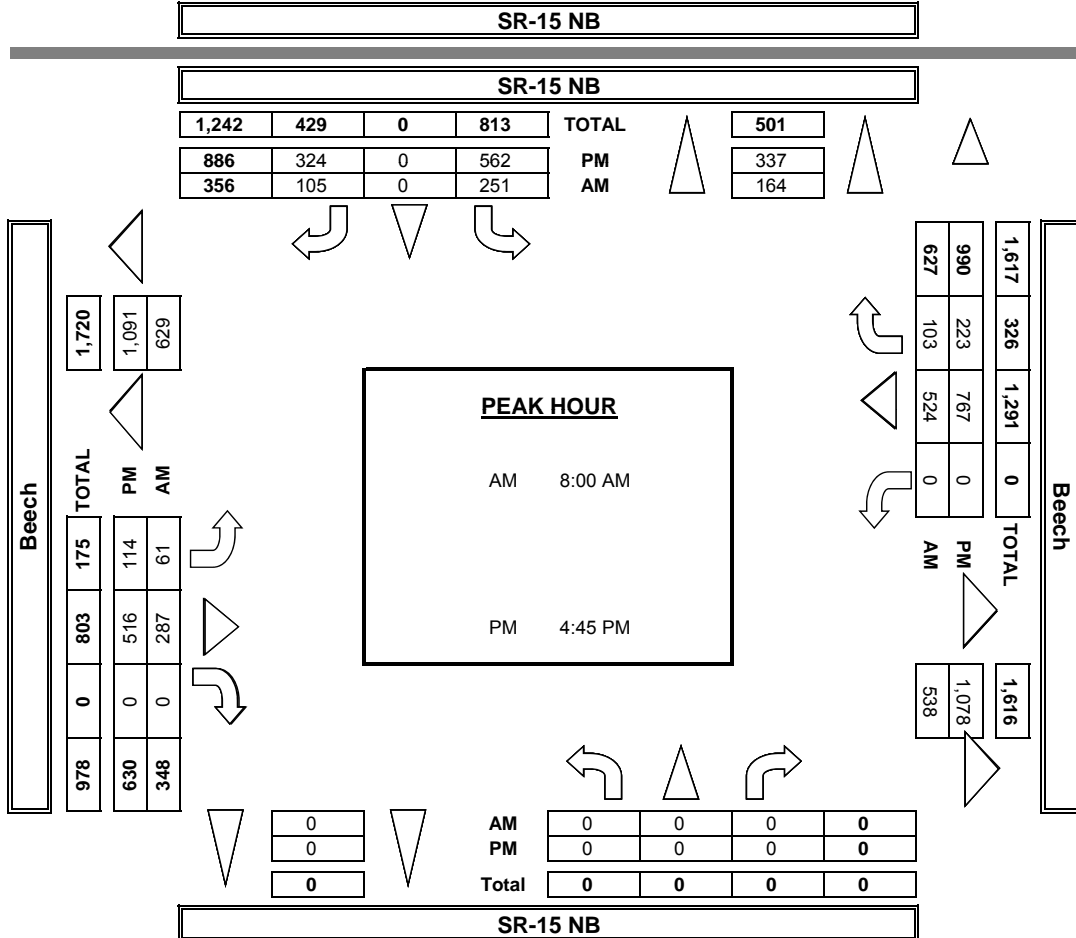 SR-15 NB
SR-15 NB
1,242 429 0 813 TOTAL 501
886 324 0 562 PM 337
356 105 0 251 AM 164
Beech
1,720
1,091
629
TOTAL 175 803 0 978
PM 114 516 0 630
AM 61 287 0 348
PEAK HOUR
AM 8:00 AM
PM 4:45 PM
1,617 326 1,291 0 TOTAL
990 223 767 0 PM
627 103 524 0 AM
1,616
1,078
538
Beech
0 AM 0 0 0 0
0 PM 0 0 0 0
0 Total 0 0 0 0
SR-15 NB